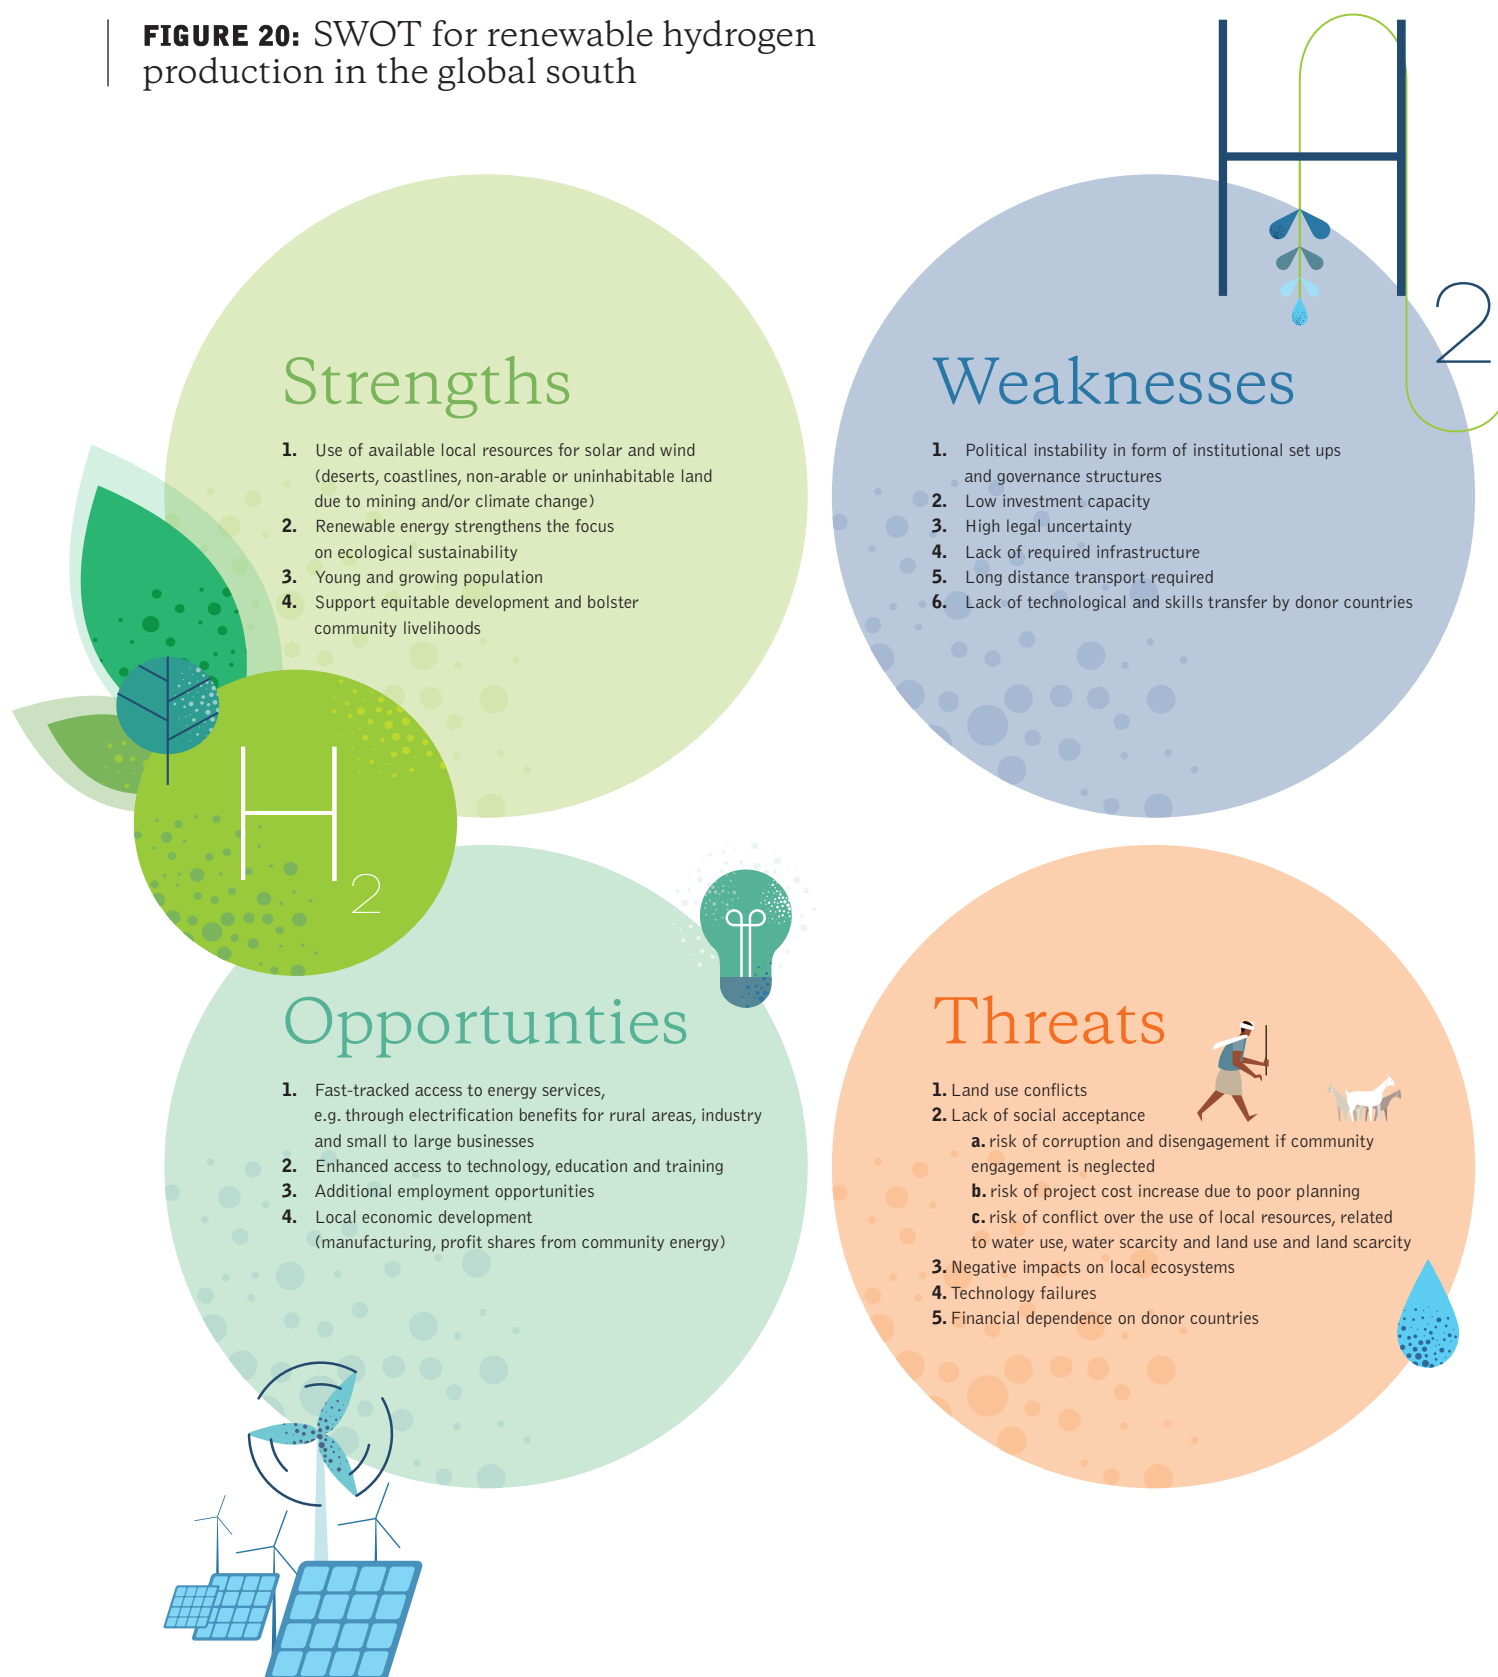 FIGURE 20: SWOT for renewable hydrogen
production in the global south
H
2
Strengths
1. Use of available local resources for solar and wind
(deserts, coastlines, non-arable or uninhabitable land
due to mining and/or climate change)
2. Renewable energy strengthens the focus
on ecological sustainability
3. Young and growing population
4. Support equitable development and bolster
community livelihoods
Weaknesses
1. Political instability in form of institutional set ups
and governance structures
2. Low investment capacity
3. High legal uncertainty
4. Lack of required infrastructure
5. Long distance transport required
6. Lack of technological and skills transfer by donor countries
H
2
Opportunties
1. Fast-tracked access to energy services,
e.g. through electrification benefits for rural areas, industry
and small to large businesses
2. Enhanced access to technology, education and training
3. Additional employment opportunities
4. Local economic development
(manufacturing, profit shares from community energy)
Threats
1. Land use conflicts
2. Lack of social acceptance
a. risk of corruption and disengagement if community
engagement is neglected
b. risk of project cost increase due to poor planning
c. risk of conflict over the use of local resources, related
to water use, water scarcity and land use and land scarcity
3. Negative impacts on local ecosystems
4. Technology failures
5. Financial dependence on donor countries